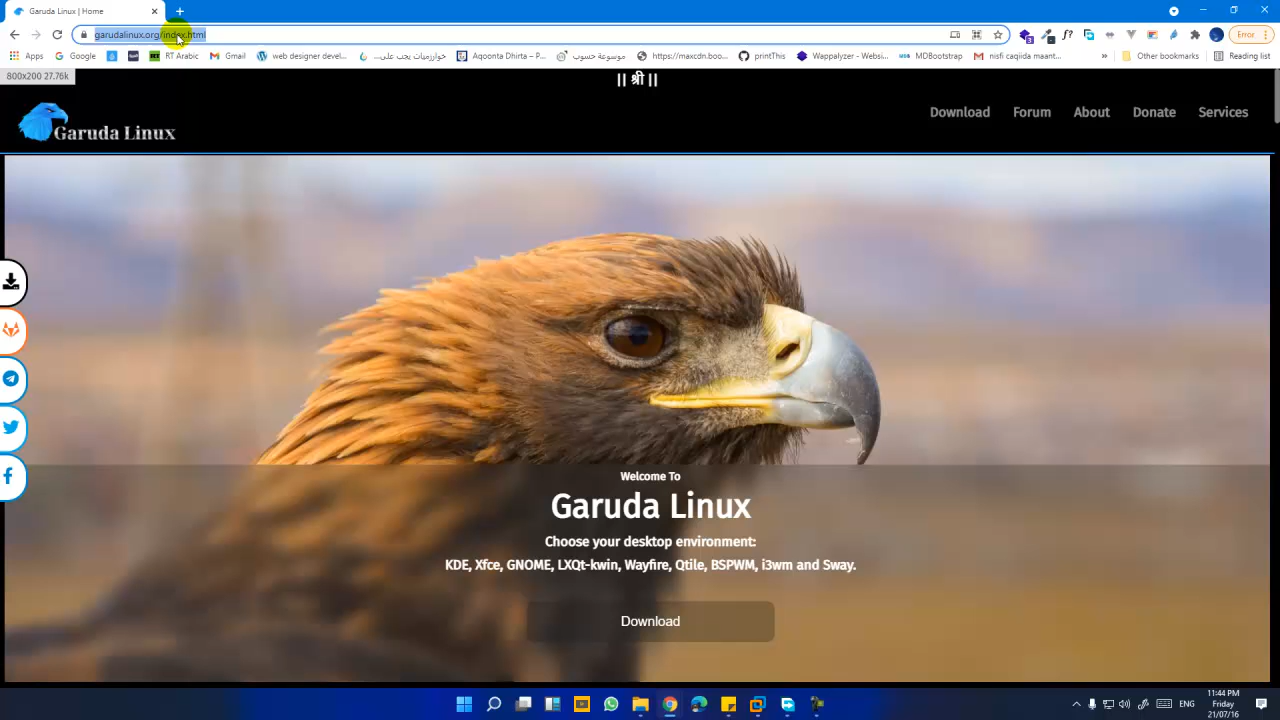 Garuda Linux | Home
garudalinux.org/index.html
Error
Apps
Google
RT Arabic
Gmail
web designer devel...
خوارزميات يجب على...
Aqoonta Dhirta – P...
موسوعة حسوب
https://maxcdn.boo...
printThis
Wappalyzer - Websi...
MDBootstrap
nisfi caqiida maant...
»
Other bookmarks
Reading list
800x200 27.76k
|| श्री ||
Garuda Linux
Download
Forum
About
Donate
Services
Welcome To
Garuda Linux
Choose your desktop environment:
KDE, Xfce, GNOME, LXQt-kwin, Wayfire, Qtile, BSPWM, i3wm and Sway.
Download
ENG
11:44 PM
Friday
21/07/16